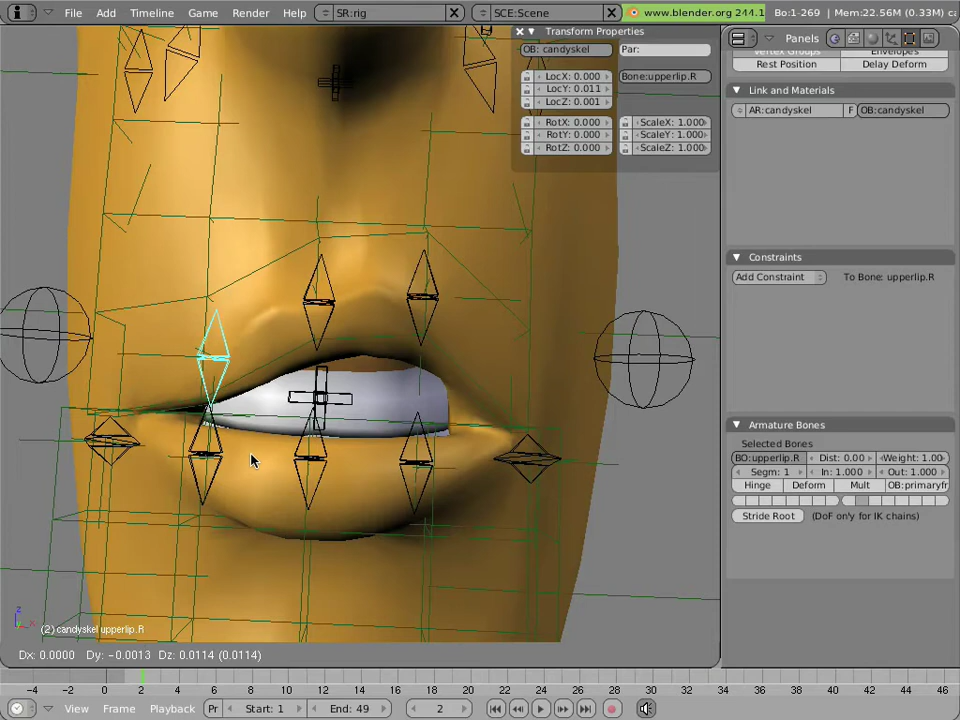 File Add Timeline Game Render Help SR:rig SCE:Scene www.blender.org 244.1 Bo:1-269 | Mem:22.56M (0.33M
Transform Properties
OB: candyskel Par:
LocX: 0.000 Bone:upperlip.R
LocY: 0.011
LocZ: 0.001
RotX: 0.000 ScaleX: 1.000
RotY: 0.000 ScaleY: 1.000
RotZ: 0.000 ScaleZ: 1.000
Panels
Vertex Groups Envelopes
Rest Position Delay Deform
Link and Materials
AR:candyskel F OB:candyskel
Constraints
Add Constraint To Bone: upperlip.R
Armature Bones
Selected Bones
BO:upperlip.R Dist: 0.00 Weight: 1.00
Segm: 1 In: 1.000 Out: 1.000
Hinge Deform Mult OB:primaryfr
Stride Root (DoF only for IK chains)
z
x
(2) candyskel upperlip.R
Dx: 0.0000 Dy: -0.0013 Dz: 0.0114 (0.0114)
-4 -2 0 2 4 6 8 10 12 14 16 18 20 22 24 26 28 30 32 34 36 38 40 42 44 46
View Frame Playback Pr Start: 1 End: 49 2